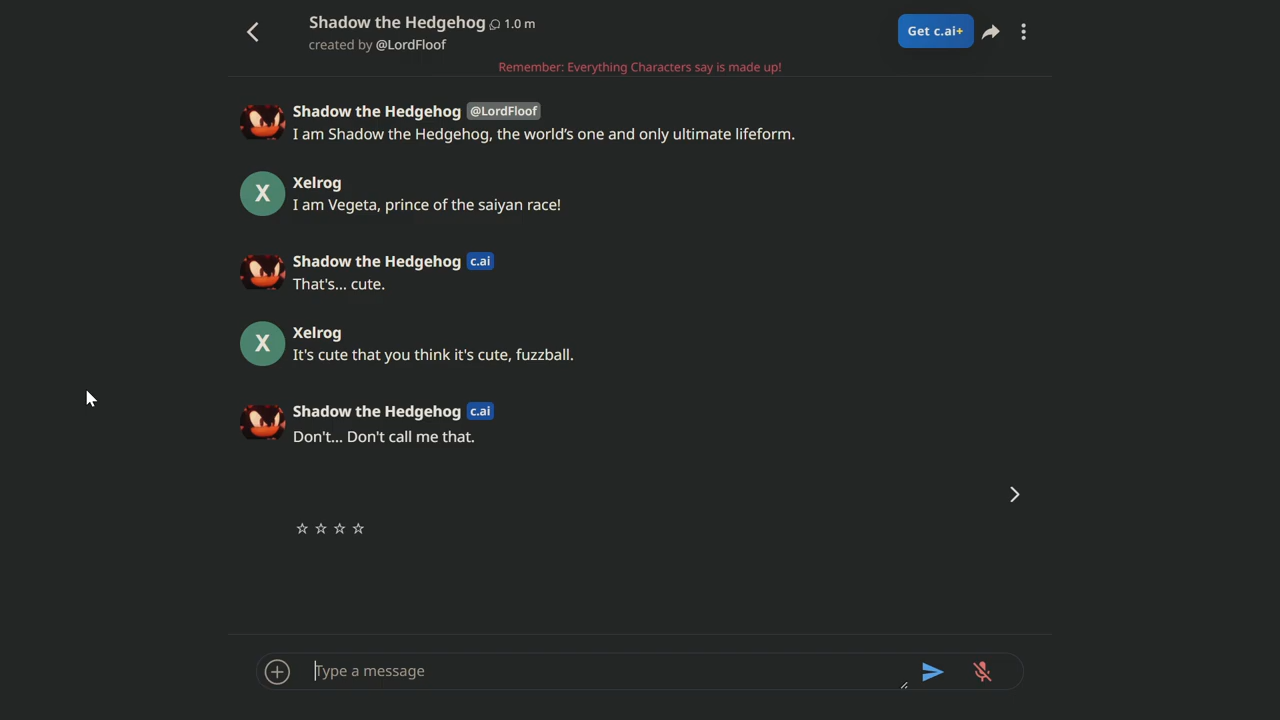 Shadow the Hedgehog 1.0 m
Get c.ai+
created by @LordFloof
Remember: Everything Characters say is made up!
Shadow the Hedgehog @LordFloof
I am Shadow the Hedgehog, the world's one and only ultimate lifeform.
X
Xelrog
I am Vegeta, prince of the saiyan race!
Shadow the Hedgehog c.ai
That's... cute.
X
Xelrog
It's cute that you think it's cute, fuzzball.
Shadow the Hedgehog c.ai
Don't... Don't call me that.
Type a message